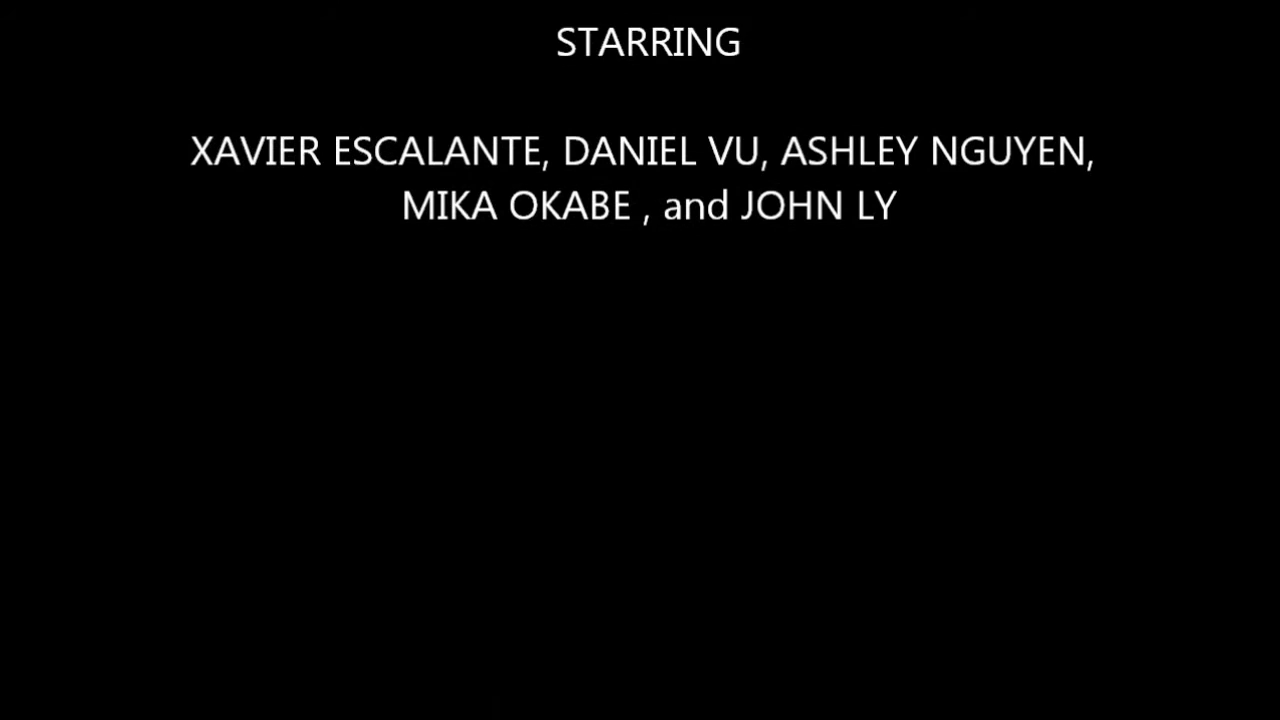 STARRING
XAVIER ESCALANTE, DANIEL VU, ASHLEY NGUYEN,
MIKA OKABE , and JOHN LY